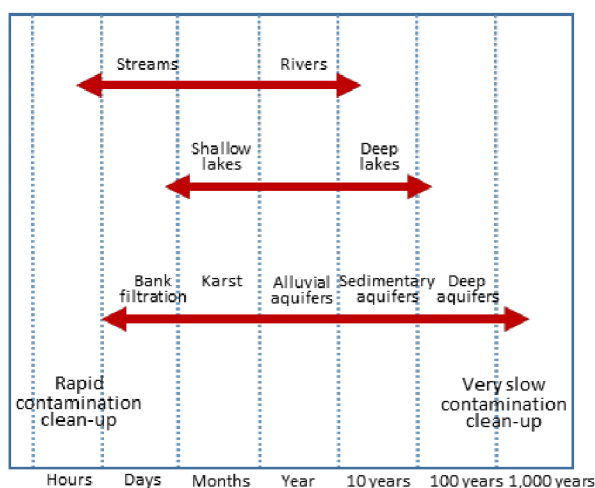 Streams Rivers
Shallow Deep
lakes lakes
Bank Karst Alluvial Sedimentary Deep
filtration aquifers aquifers aquifers
Rapid Very slow
contamination contamination
clean-up clean-up
Hours Days Months Year 10 years 100 years 1,000 years